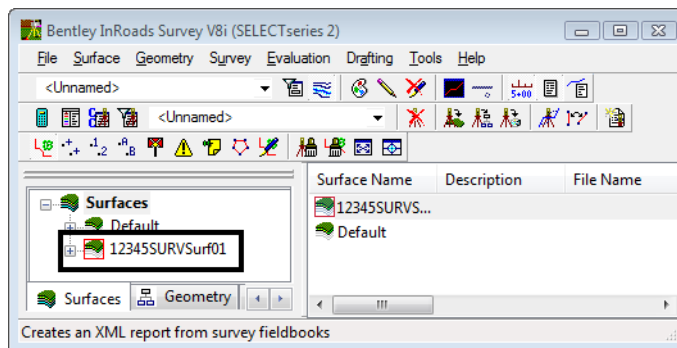 Bentley InRoads Survey V8i (SELECTseries 2)
File Surface Geometry Survey Evaluation Drafting Tools Help
<Unnamed>
5+00
<Unnamed>
Surface Name Description File Name
Surfaces
12345SURVS...
Default
Default
12345SURVSurf01
Surfaces Geometry
Creates an XML report from survey fieldbooks